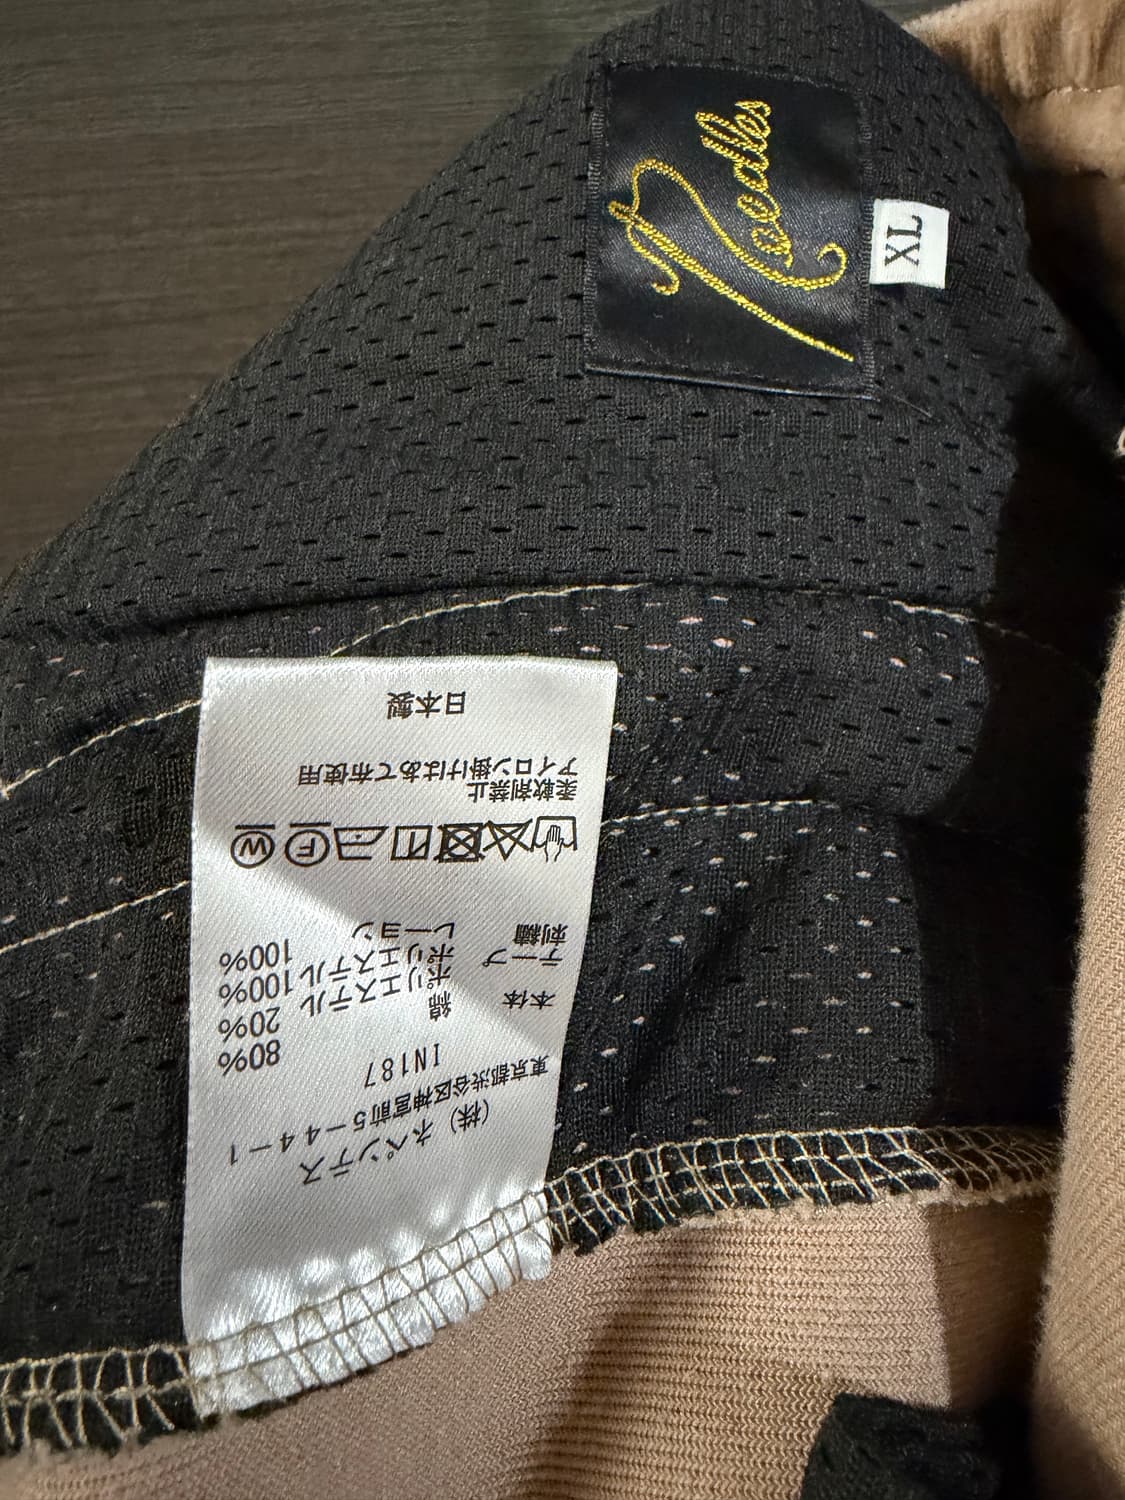 Needles
XL
(株) ネペンテス
東京都渋谷区神宮前5-44-1
IN187
本体 綿 80%
ポリエステル 20%
テープ ポリエステル 100%
刺繍 レーヨン 100%
W F
柔軟剤禁止
アイロン掛けはあて布使用
日本製